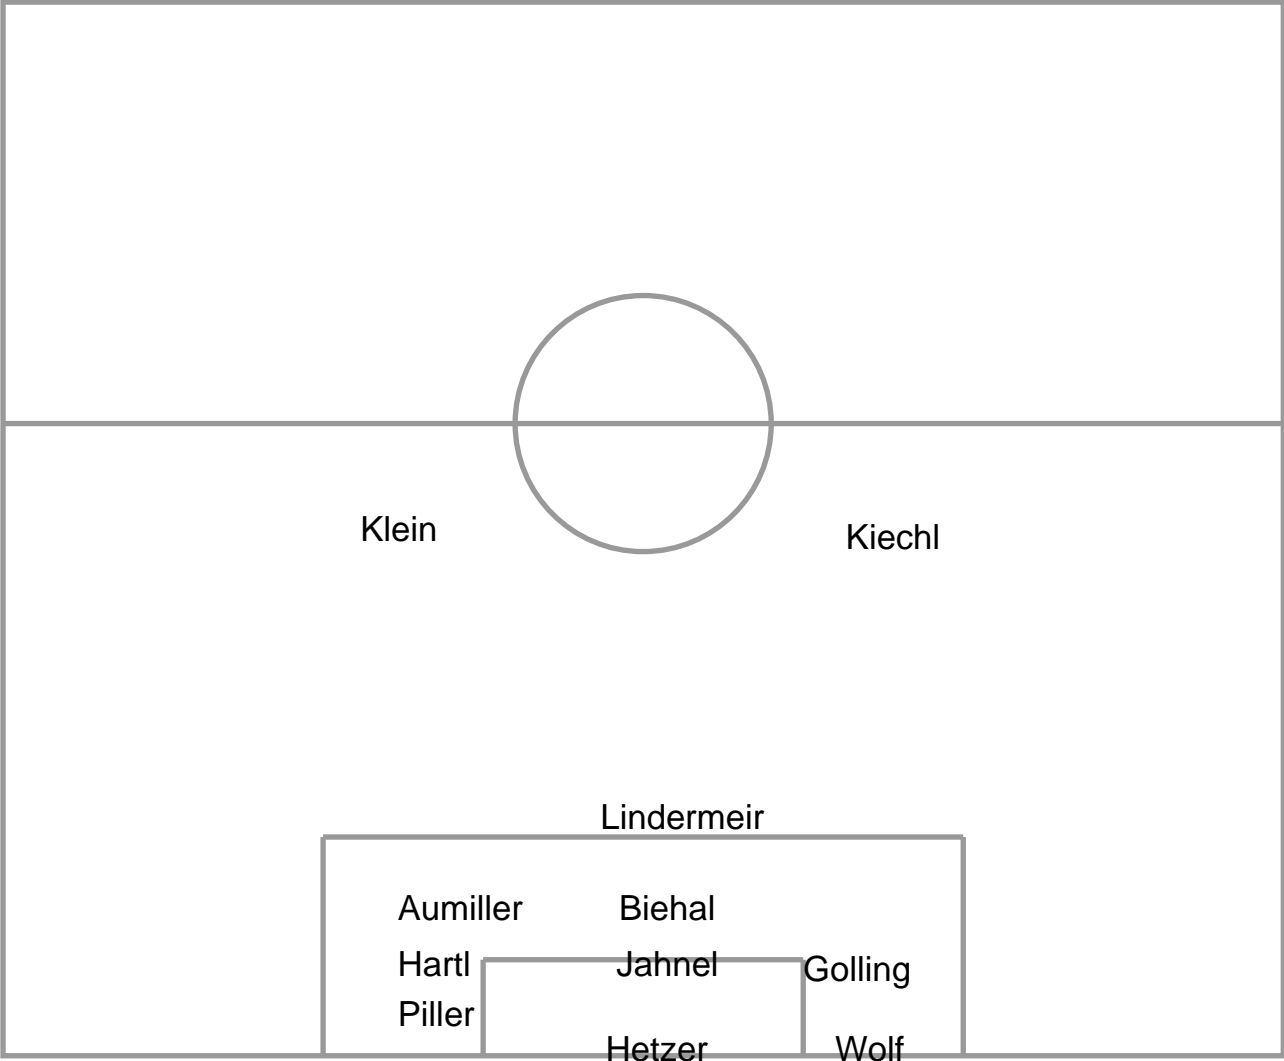 Klein
Kiechl
Lindermeir
Aumiller Biehal
Hartl Jahnel Golling
Piller
Hetzer Wolf